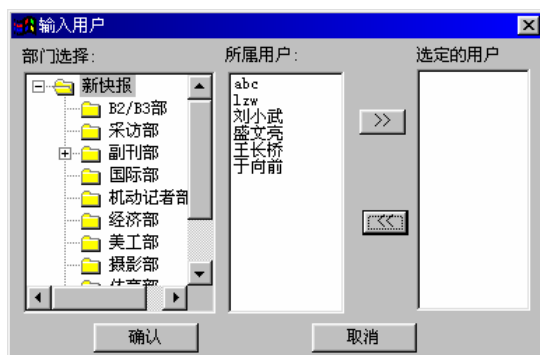 输入用户
部门选择:
所属用户:
选定的用户
新快报
B2/B3部
采访部
副刊部
国际部
机动记者部
经济部
美工部
摄影部
体育部
abc
lzw
刘小武
盛文亮
王长桥
于向前
>>
<<
确认
取消